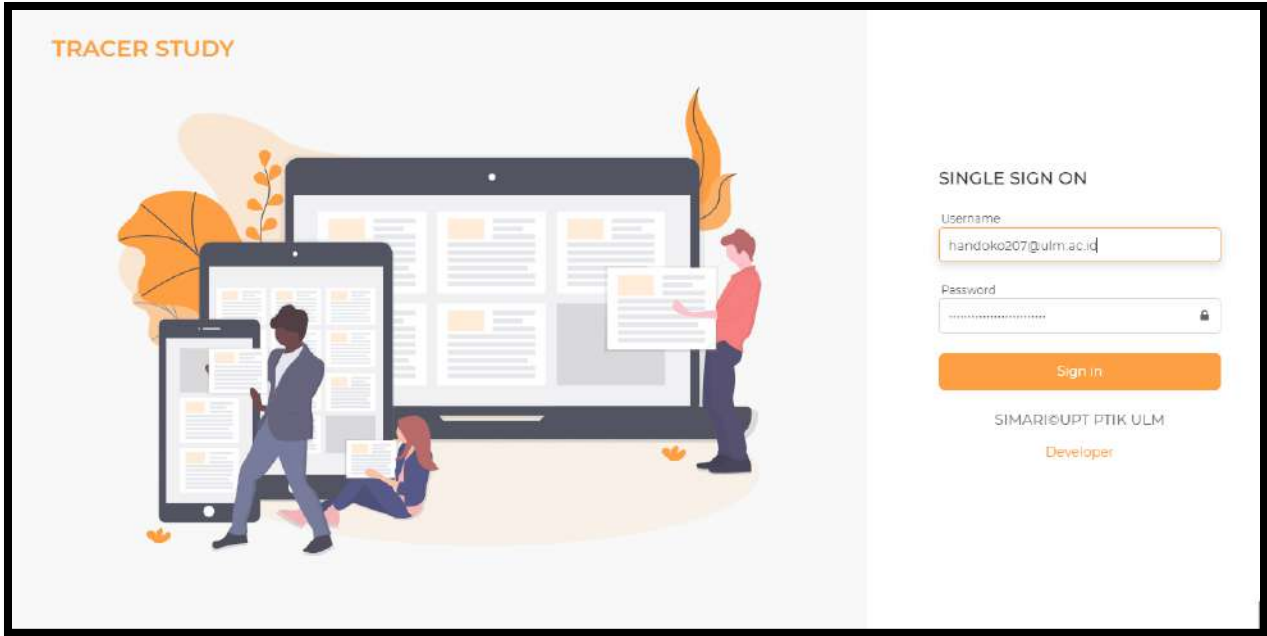 TRACER STUDY
SINGLE SIGN ON
Username
handoko207@ulm.ac.id
Password
Sign in
SIMARI©UPT PTIK ULM
Developer